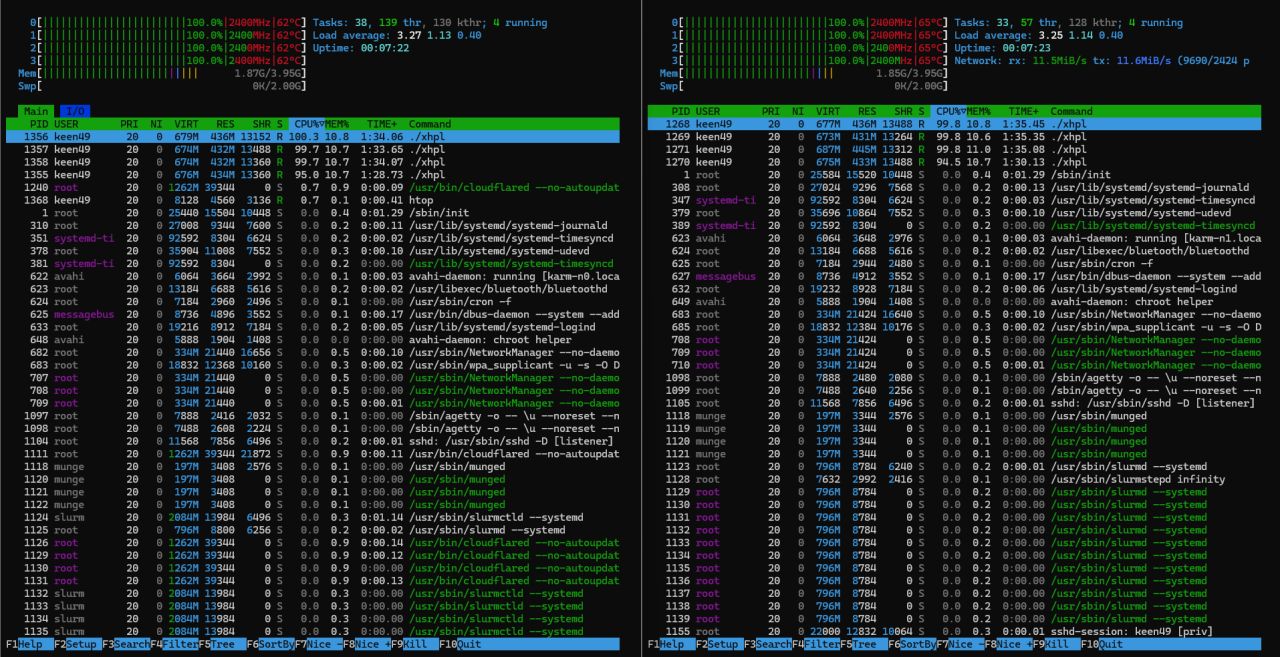 0[||||||||||||||||||||||||100.0%|2400MHz|62°C] Tasks: 38, 139 thr, 130 kthr; 4 running
1[||||||||||||||||||||||||100.0%|2400MHz|62°C] Load average: 3.27 1.13 0.40
2[||||||||||||||||||||||||100.0%|2400MHz|62°C] Uptime: 00:07:22
3[||||||||||||||||||||||||100.0%|2400MHz|62°C]
Mem[||||||||||||||||||||||||||1.87G/3.95G]
Swp[0K/2.00G]
Main I/O
PID USER PRI NI VIRT RES SHR S CPU%▽MEM% TIME+ Command
1356 keen49 20 0 679M 436M 13152 R 100.3 10.8 1:34.06 ./xhpl
1357 keen49 20 0 674M 432M 13488 R 99.7 10.7 1:33.65 ./xhpl
1358 keen49 20 0 674M 432M 13360 R 99.7 10.7 1:34.07 ./xhpl
1355 keen49 20 0 676M 434M 13360 R 95.0 10.7 1:28.73 ./xhpl
1240 root 20 0 1262M 39344 0 S 0.7 0.9 0:00.09 /usr/bin/cloudflared --no-autoupdat
1368 keen49 20 0 8128 4560 3136 R 0.7 0.1 0:00.41 htop
1 root 20 0 25440 15504 10448 S 0.0 0.4 0:01.29 /sbin/init
310 root 20 0 27008 9344 7600 S 0.0 0.2 0:00.11 /usr/lib/systemd/systemd-journald
351 systemd-ti 20 0 92592 8304 6624 S 0.0 0.2 0:00.02 /usr/lib/systemd/systemd-timesyncd
378 root 20 0 35904 11008 7552 S 0.0 0.3 0:00.10 /usr/lib/systemd/systemd-udevd
381 systemd-ti 20 0 92592 8304 0 S 0.0 0.2 0:00.00 /usr/lib/systemd/systemd-timesyncd
622 avahi 20 0 6064 3664 2992 S 0.0 0.1 0:00.03 avahi-daemon: running [karm-n0.loca
623 root 20 0 13184 6688 5616 S 0.0 0.2 0:00.02 /usr/libexec/bluetooth/bluetoothd
624 root 20 0 7184 2960 2496 S 0.0 0.1 0:00.00 /usr/sbin/cron -f
625 messagebus 20 0 8736 4896 3552 S 0.0 0.1 0:00.17 /usr/bin/dbus-daemon --system --add
633 root 20 0 19216 8912 7184 S 0.0 0.2 0:00.05 /usr/lib/systemd/systemd-logind
648 avahi 20 0 5888 1904 1408 S 0.0 0.0 0:00.00 avahi-daemon: chroot helper
682 root 20 0 334M 21440 16656 S 0.0 0.5 0:00.10 /usr/sbin/NetworkManager --no-daemo
683 root 20 0 18832 12368 10160 S 0.0 0.3 0:00.02 /usr/sbin/wpa_supplicant -u -s -O D
707 root 20 0 334M 21440 0 S 0.0 0.5 0:00.00 /usr/sbin/NetworkManager --no-daemo
708 root 20 0 334M 21440 0 S 0.0 0.5 0:00.00 /usr/sbin/NetworkManager --no-daemo
709 root 20 0 334M 21440 0 S 0.0 0.5 0:00.01 /usr/sbin/NetworkManager --no-daemo
1097 root 20 0 7888 2416 2032 S 0.0 0.1 0:00.00 /sbin/agetty -o -- \u --noreset --n
1098 root 20 0 7488 2608 2224 S 0.0 0.1 0:00.00 /sbin/agetty -o -- \u --noreset --n
1104 root 20 0 11568 7856 6496 S 0.0 0.2 0:00.01 sshd: /usr/sbin/sshd -D [listener]
1111 root 20 0 1262M 39344 21872 S 0.0 0.9 0:00.11 /usr/bin/cloudflared --no-autoupdat
1118 munge 20 0 197M 3408 2576 S 0.0 0.1 0:00.00 /usr/sbin/munged
1120 munge 20 0 197M 3408 0 S 0.0 0.1 0:00.00 /usr/sbin/munged
1121 munge 20 0 197M 3408 0 S 0.0 0.1 0:00.00 /usr/sbin/munged
1122 munge 20 0 197M 3408 0 S 0.0 0.1 0:00.00 /usr/sbin/munged
1124 slurm 20 0 2084M 13984 6496 S 0.0 0.3 0:01.14 /usr/sbin/slurmctld --systemd
1125 root 20 0 796M 8800 6256 S 0.0 0.2 0:00.02 /usr/sbin/slurmd --systemd
1126 root 20 0 1262M 39344 0 S 0.0 0.9 0:00.14 /usr/bin/cloudflared --no-autoupdat
1129 root 20 0 1262M 39344 0 S 0.0 0.9 0:00.12 /usr/bin/cloudflared --no-autoupdat
1130 root 20 0 1262M 39344 0 S 0.0 0.9 0:00.00 /usr/bin/cloudflared --no-autoupdat
1131 root 20 0 1262M 39344 0 S 0.0 0.9 0:00.13 /usr/bin/cloudflared --no-autoupdat
1132 slurm 20 0 2084M 13984 0 S 0.0 0.3 0:00.00 /usr/sbin/slurmctld --systemd
1133 slurm 20 0 2084M 13984 0 S 0.0 0.3 0:00.00 /usr/sbin/slurmctld --systemd
1134 slurm 20 0 2084M 13984 0 S 0.0 0.3 0:00.00 /usr/sbin/slurmctld --systemd
1135 slurm 20 0 2084M 13984 0 S 0.0 0.3 0:00.00 /usr/sbin/slurmctld --systemd
F1Help F2Setup F3SearchF4FilterF5Tree F6SortByF7Nice -F8Nice +F9Kill F10Quit
0[||||||||||||||||||||||||100.0%|2400MHz|65°C] Tasks: 33, 57 thr, 128 kthr; 4 running
1[||||||||||||||||||||||||100.0%|2400MHz|65°C] Load average: 3.25 1.14 0.40
2[||||||||||||||||||||||||100.0%|2400MHz|65°C] Uptime: 00:07:23
3[||||||||||||||||||||||||100.0%|2400MHz|65°C] Network: rx: 11.5MiB/s tx: 11.6MiB/s (9690/2424 p
Mem[||||||||||||||||||||||||||1.85G/3.95G]
Swp[0K/2.00G]
PID USER PRI NI VIRT RES SHR S CPU%▽MEM% TIME+ Command
1268 keen49 20 0 677M 436M 13488 R 99.8 10.8 1:35.45 ./xhpl
1269 keen49 20 0 673M 431M 13264 R 99.8 10.6 1:35.35 ./xhpl
1271 keen49 20 0 687M 445M 13312 R 99.8 11.0 1:35.08 ./xhpl
1270 keen49 20 0 675M 433M 13488 R 94.5 10.7 1:30.13 ./xhpl
1 root 20 0 25584 15520 10448 S 0.0 0.4 0:01.29 /sbin/init
308 root 20 0 27024 9296 7568 S 0.0 0.2 0:00.13 /usr/lib/systemd/systemd-journald
347 systemd-ti 20 0 92592 8304 6624 S 0.0 0.2 0:00.03 /usr/lib/systemd/systemd-timesyncd
379 root 20 0 35696 10864 7552 S 0.0 0.3 0:00.10 /usr/lib/systemd/systemd-udevd
389 systemd-ti 20 0 92592 8304 0 S 0.0 0.2 0:00.00 /usr/lib/systemd/systemd-timesyncd
623 avahi 20 0 6064 3648 2976 S 0.0 0.1 0:00.03 avahi-daemon: running [karm-n1.loca
624 root 20 0 13184 6688 5616 S 0.0 0.2 0:00.02 /usr/libexec/bluetooth/bluetoothd
625 root 20 0 7184 2944 2480 S 0.0 0.1 0:00.00 /usr/sbin/cron -f
627 messagebus 20 0 8736 4912 3552 S 0.0 0.1 0:00.17 /usr/bin/dbus-daemon --system --add
632 root 20 0 19232 8928 7184 S 0.0 0.2 0:00.06 /usr/lib/systemd/systemd-logind
649 avahi 20 0 5888 1904 1408 S 0.0 0.0 0:00.00 avahi-daemon: chroot helper
683 root 20 0 334M 21424 16640 S 0.0 0.5 0:00.10 /usr/sbin/NetworkManager --no-daemo
685 root 20 0 18832 12384 10176 S 0.0 0.3 0:00.02 /usr/sbin/wpa_supplicant -u -s -O D
708 root 20 0 334M 21424 0 S 0.0 0.5 0:00.00 /usr/sbin/NetworkManager --no-daemo
709 root 20 0 334M 21424 0 S 0.0 0.5 0:00.00 /usr/sbin/NetworkManager --no-daemo
710 root 20 0 334M 21424 0 S 0.0 0.5 0:00.01 /usr/sbin/NetworkManager --no-daemo
1098 root 20 0 7888 2480 2080 S 0.0 0.1 0:00.00 /sbin/agetty -o -- \u --noreset --n
1099 root 20 0 7488 2640 2256 S 0.0 0.1 0:00.00 /sbin/agetty -o -- \u --noreset --n
1105 root 20 0 11568 7856 6496 S 0.0 0.2 0:00.01 sshd: /usr/sbin/sshd -D [listener]
1118 munge 20 0 197M 3344 2576 S 0.0 0.1 0:00.00 /usr/sbin/munged
1119 munge 20 0 197M 3344 0 S 0.0 0.1 0:00.00 /usr/sbin/munged
1120 munge 20 0 197M 3344 0 S 0.0 0.1 0:00.00 /usr/sbin/munged
1121 munge 20 0 197M 3344 0 S 0.0 0.1 0:00.00 /usr/sbin/munged
1123 root 20 0 796M 8784 6240 S 0.0 0.2 0:00.01 /usr/sbin/slurmd --systemd
1128 root 20 0 7632 2992 2416 S 0.0 0.1 0:00.00 /usr/sbin/slurmstepd infinity
1129 root 20 0 796M 8784 0 S 0.0 0.2 0:00.00 /usr/sbin/slurmd --systemd
1130 root 20 0 796M 8784 0 S 0.0 0.2 0:00.00 /usr/sbin/slurmd --systemd
1131 root 20 0 796M 8784 0 S 0.0 0.2 0:00.00 /usr/sbin/slurmd --systemd
1132 root 20 0 796M 8784 0 S 0.0 0.2 0:00.00 /usr/sbin/slurmd --systemd
1133 root 20 0 796M 8784 0 S 0.0 0.2 0:00.00 /usr/sbin/slurmd --systemd
1134 root 20 0 796M 8784 0 S 0.0 0.2 0:00.00 /usr/sbin/slurmd --systemd
1135 root 20 0 796M 8784 0 S 0.0 0.2 0:00.00 /usr/sbin/slurmd --systemd
1136 root 20 0 796M 8784 0 S 0.0 0.2 0:00.00 /usr/sbin/slurmd --systemd
1137 root 20 0 796M 8784 0 S 0.0 0.2 0:00.00 /usr/sbin/slurmd --systemd
1138 root 20 0 796M 8784 0 S 0.0 0.2 0:00.00 /usr/sbin/slurmd --systemd
1139 root 20 0 796M 8784 0 S 0.0 0.2 0:00.00 /usr/sbin/slurmd --systemd
1155 root 20 0 22000 12832 10064 S 0.0 0.3 0:00.01 sshd-session: keen49 [priv]
F1Help F2Setup F3SearchF4FilterF5Tree F6SortByF7Nice -F8Nice +F9Kill F10Quit